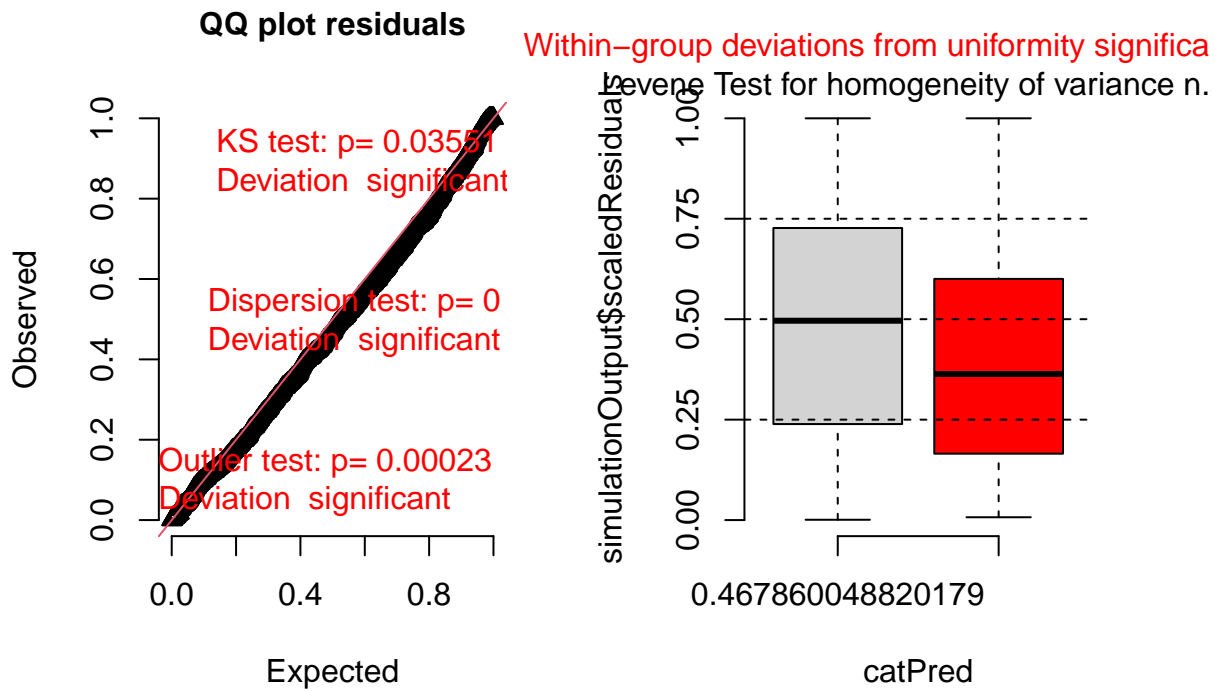 QQ plot residuals
KS test: p= 0.03551
Deviation  significant
Dispersion test: p= 0
Deviation  significant
Outlier test: p= 0.00023
Deviation  significant
Observed
0.0 0.2 0.4 0.6 0.8 1.0
0.0 0.4 0.8
Expected
Within−group deviations from uniformity significa
Levene Test for homogeneity of variance n.
simulationOutput$scaledResiduals
0.00 0.25 0.50 0.75 1.00
0.467860048820179
catPred